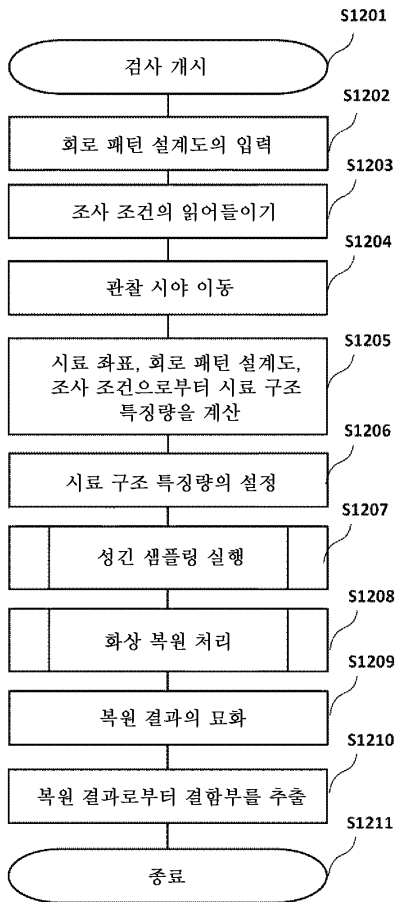 S1201
검사 개시
S1202
회로 패턴 설계도의 입력
S1203
조사 조건의 읽어들이기
S1204
관찰 시야 이동
S1205
시료 좌표, 회로 패턴 설계도,
조사 조건으로부터 시료 구조
특징량을 계산
S1206
시료 구조 특징량의 설정
S1207
성긴 샘플링 실행
S1208
화상 복원 처리
S1209
복원 결과의 묘화
S1210
복원 결과로부터 결함부를 추출
S1211
종료